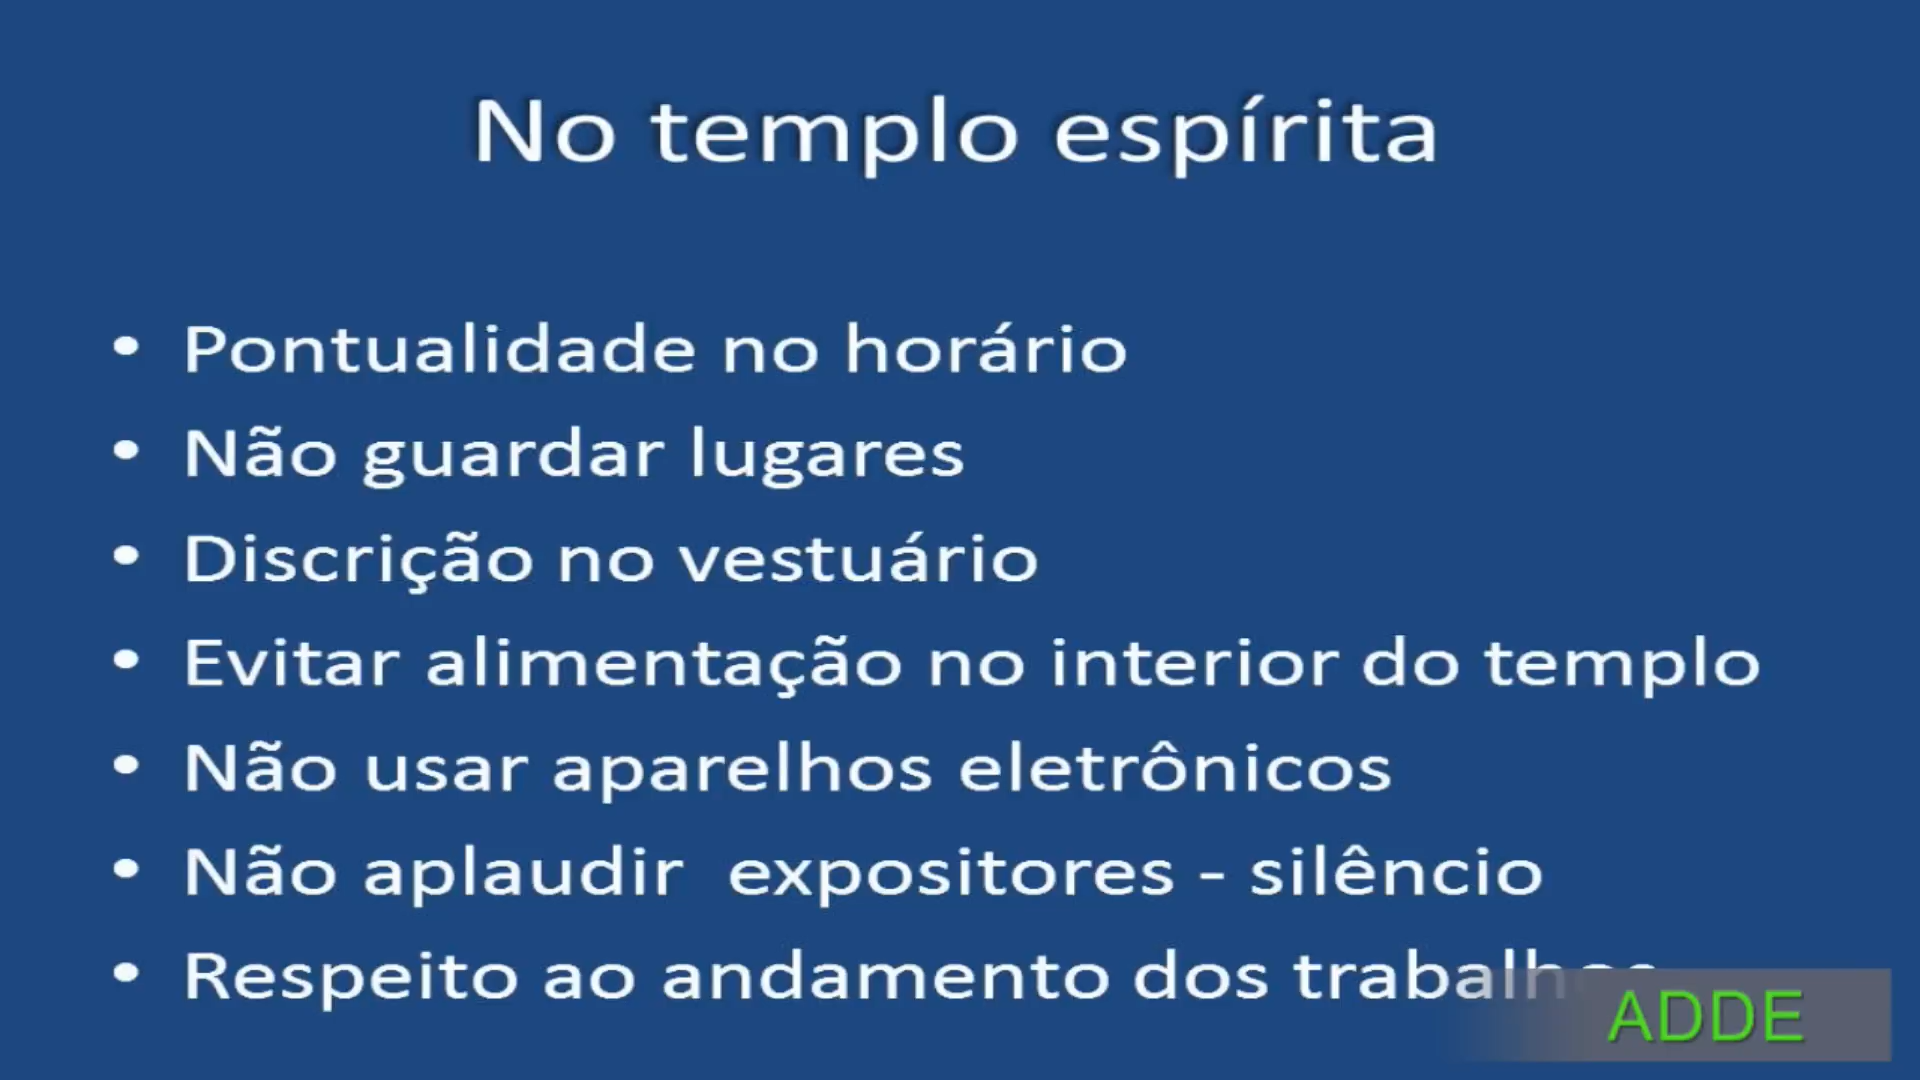 No templo espírita
• Pontualidade no horário
• Não guardar lugares
• Discrição no vestuário
• Evitar alimentação no interior do templo
• Não usar aparelhos eletrônicos
• Não aplaudir  expositores - silêncio
• Respeito ao andamento dos trabalhos
ADDE